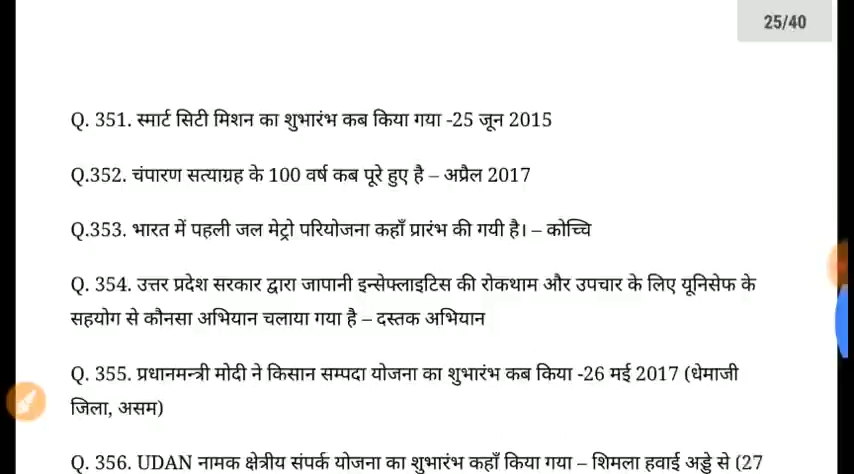 25/40
Q. 351. स्मार्ट सिटी मिशन का शुभारंभ कब किया गया -25 जून 2015
Q.352. चंपारण सत्याग्रह के 100 वर्ष कब पूरे हुए है – अप्रैल 2017
Q.353. भारत में पहली जल मेट्रो परियोजना कहाँ प्रारंभ की गयी है। – कोच्चि
Q. 354. उत्तर प्रदेश सरकार द्वारा जापानी इन्सेफ्लाइटिस की रोकथाम और उपचार के लिए यूनिसेफ के
सहयोग से कौनसा अभियान चलाया गया है – दस्तक अभियान
Q. 355. प्रधानमन्त्री मोदी ने किसान सम्पदा योजना का शुभारंभ कब किया -26 मई 2017 (धेमाजी
जिला, असम)
Q. 356. UDAN नामक क्षेत्रीय संपर्क योजना का शुभारंभ कहाँ किया गया – शिमला हवाई अड्डे से (27